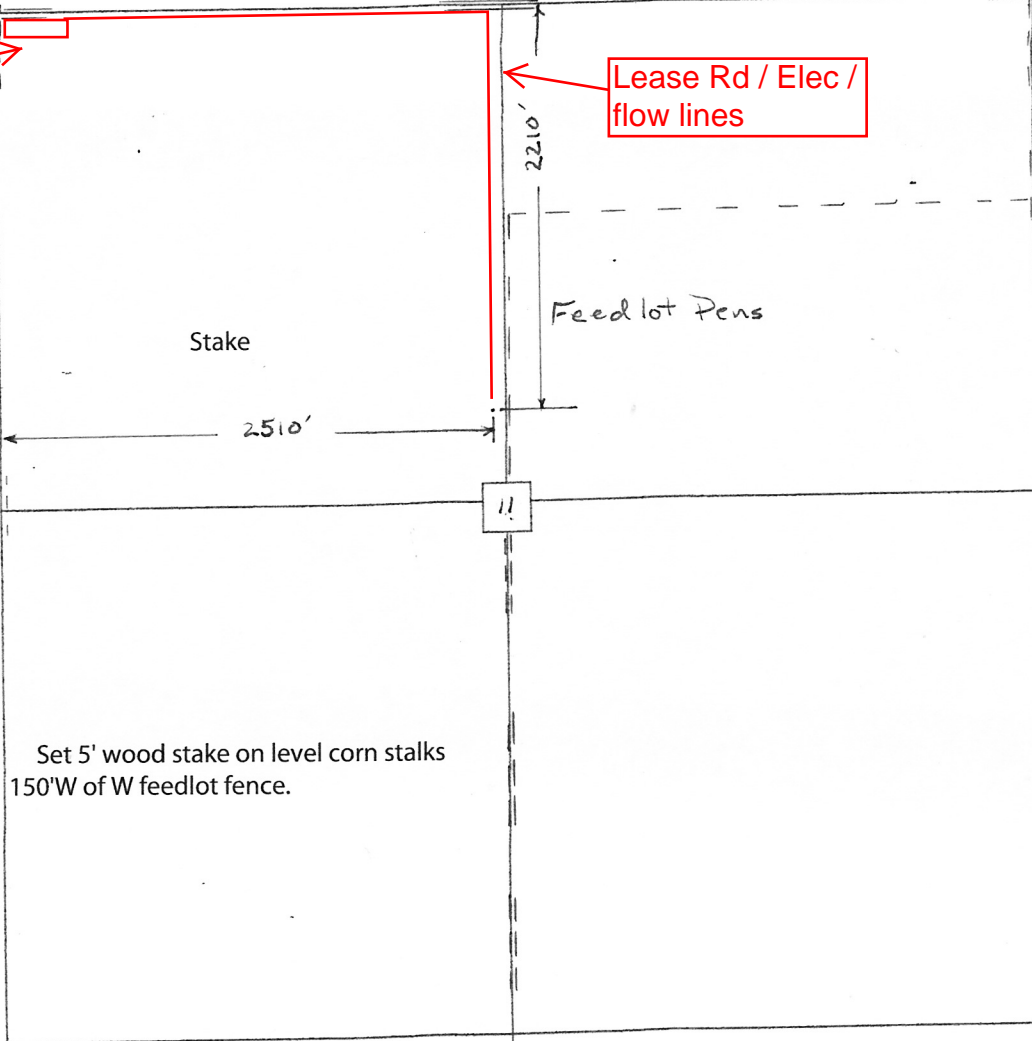 Lease Rd / Elec /
flow lines
2210'
Feedlot Pens
Stake
2510'
11
Set 5' wood stake on level corn stalks
150'W of W feedlot fence.